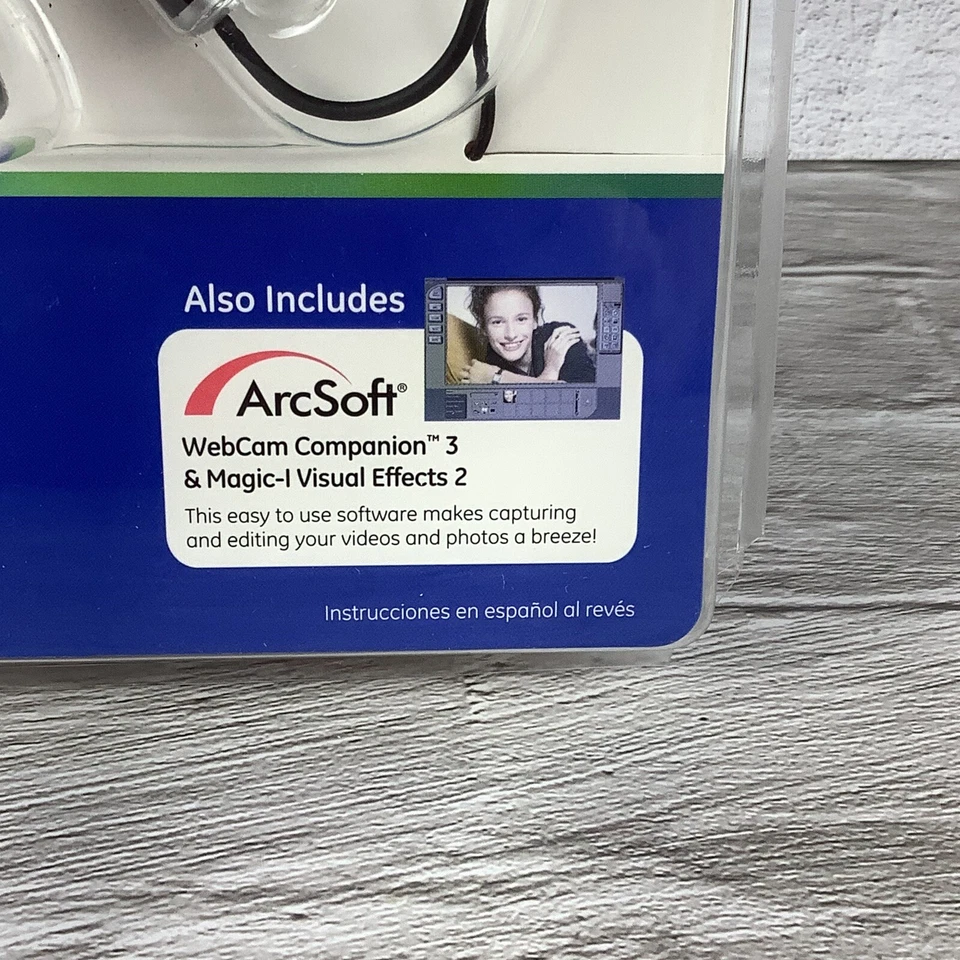 Also Includes
ArcSoft®
WebCam Companion™ 3
& Magic-I Visual Effects 2
This easy to use software makes capturing
and editing your videos and photos a breeze!
Instrucciones en español al revés